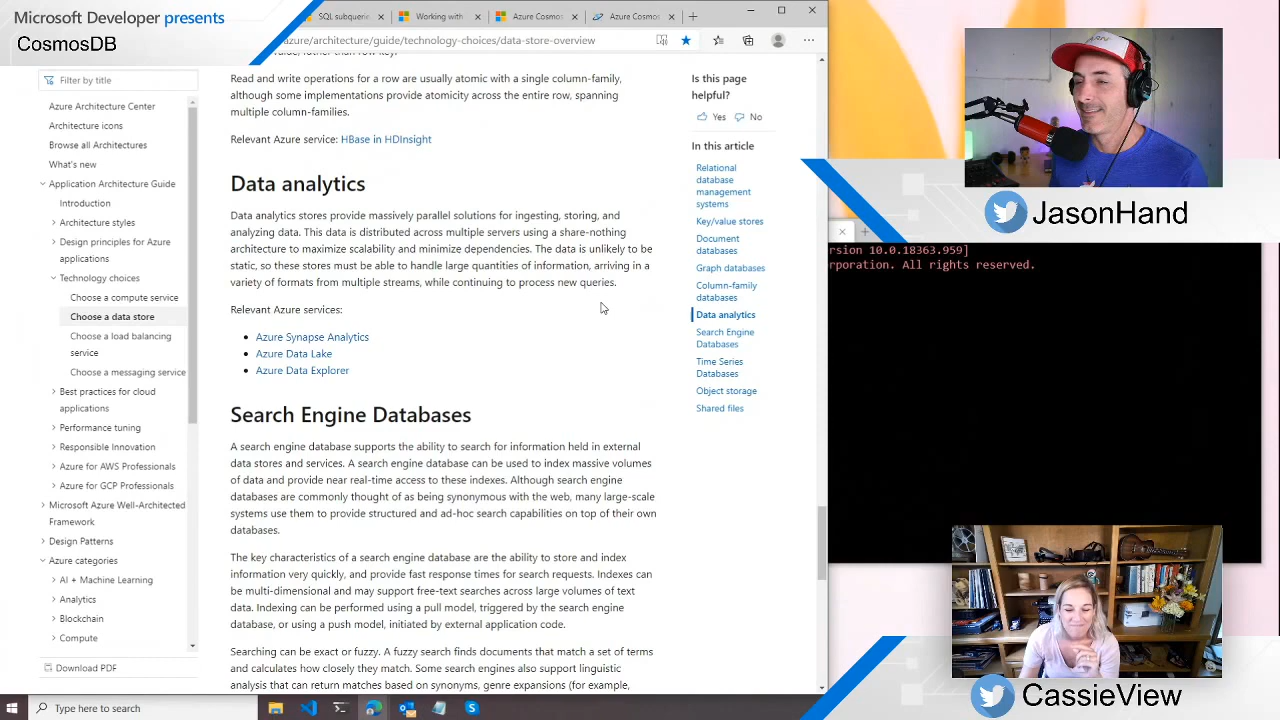 Microsoft Developer presents
CosmosDB
SQL subquerie
Working with
Azure Cosmos
Azure Cosmo
azure/architecture/guide/technology-choices/data-store-overview
Filter by title
Azure Architecture Center
Architecture icons
Browse all Architectures
What's new
Application Architecture Guide
Introduction
Architecture styles
Design principles for Azure
applications
Technology choices
Choose a compute service
Choose a data store
Choose a load balancing
service
Choose a messaging service
Best practices for cloud
applications
Performance tuning
Responsible Innovation
Azure for AWS Professionals
Azure for GCP Professionals
Microsoft Azure Well-Architected
Framework
Design Patterns
Azure categories
AI + Machine Learning
Analytics
Blockchain
Compute
Download PDF
value, rather than row key.
Read and write operations for a row are usually atomic with a single column-family,
although some implementations provide atomicity across the entire row, spanning
multiple column-families.
Relevant Azure service: HBase in HDInsight
Data analytics
Data analytics stores provide massively parallel solutions for ingesting, storing, and
analyzing data. This data is distributed across multiple servers using a share-nothing
architecture to maximize scalability and minimize dependencies. The data is unlikely to be
static, so these stores must be able to handle large quantities of information, arriving in a
variety of formats from multiple streams, while continuing to process new queries.
Relevant Azure services:
Azure Synapse Analytics
Azure Data Lake
Azure Data Explorer
Search Engine Databases
A search engine database supports the ability to search for information held in external
data stores and services. A search engine database can be used to index massive volumes
of data and provide near real-time access to these indexes. Although search engine
databases are commonly thought of as being synonymous with the web, many large-scale
systems use them to provide structured and ad-hoc search capabilities on top of their own
databases.
The key characteristics of a search engine database are the ability to store and index
information very quickly, and provide fast response times for search requests. Indexes can
be multi-dimensional and may support free-text searches across large volumes of text
data. Indexing can be performed using a pull model, triggered by the search engine
database, or using a push model, initiated by external application code.
Searching can be exact or fuzzy. A fuzzy search finds documents that match a set of terms
and calculates how closely they match. Some search engines also support linguistic
analysis that can return matches based on synonyms, genre expansions (for example,
Is this page
helpful?
Yes
No
In this article
Relational
database
management
systems
Key/value stores
Document
databases
Graph databases
Column-family
databases
Data analytics
Search Engine
Databases
Time Series
Databases
Object storage
Shared files
JasonHand
rsion 10.0.18363.959]
rporation. All rights reserved.
CassieView
Type here to search